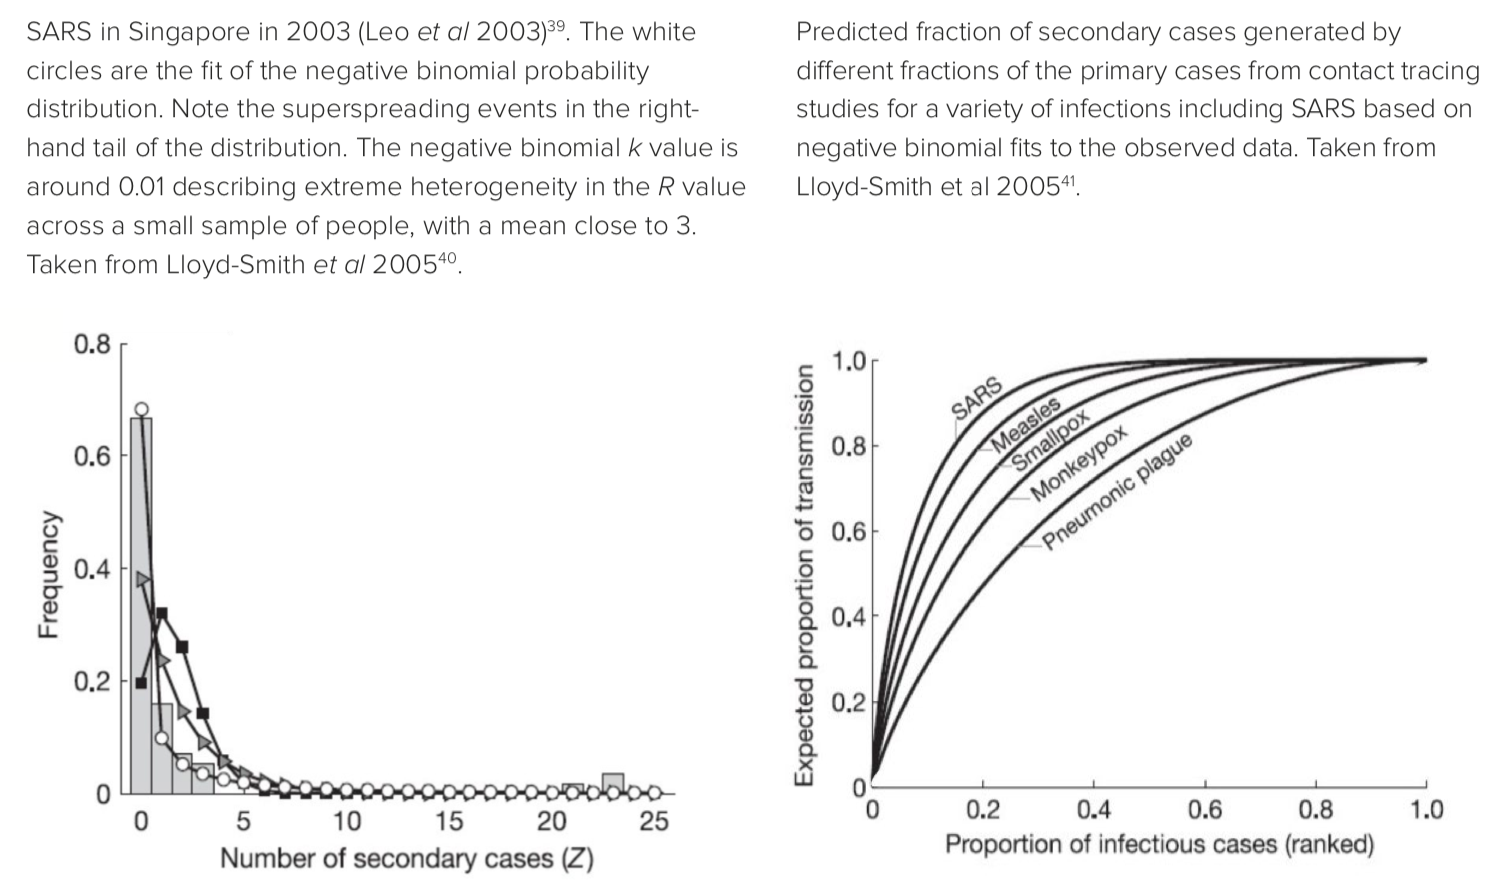 SARS in Singapore in 2003 (Leo et al 2003)39. The white
circles are the fit of the negative binomial probability
distribution. Note the superspreading events in the right-
hand tail of the distribution. The negative binomial k value is
around 0.01 describing extreme heterogeneity in the R value
across a small sample of people, with a mean close to 3.
Taken from Lloyd-Smith et al 200540.
Predicted fraction of secondary cases generated by
different fractions of the primary cases from contact tracing
studies for a variety of infections including SARS based on
negative binomial fits to the observed data. Taken from
Lloyd-Smith et al 200541.
0.8
0.6
0.4
0.2
0
Frequency
0 5 10 15 20 25
Number of secondary cases (Z)
1.0
0.8
0.6
0.4
0.2
0
Expected proportion of transmission
SARS
Measles
Smallpox
Monkeypox
Pneumonic plague
0 0.2 0.4 0.6 0.8 1.0
Proportion of infectious cases (ranked)